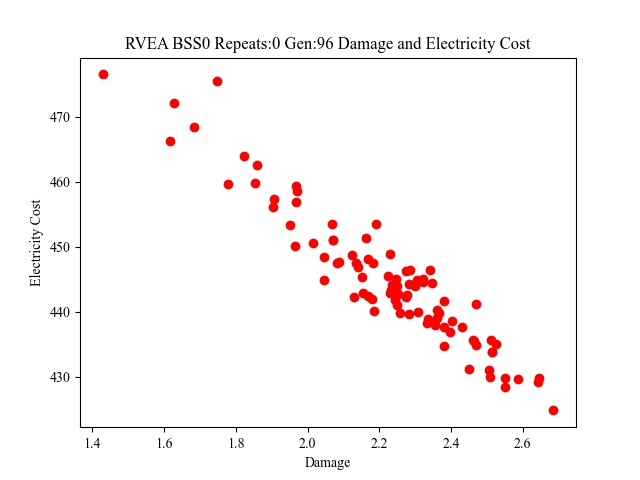 RVEA BSS0 Repeats:0 Gen:96 Damage and Electricity Cost
470
460
450
440
430
Electricity Cost
1.4 1.6 1.8 2.0 2.2 2.4 2.6
Damage